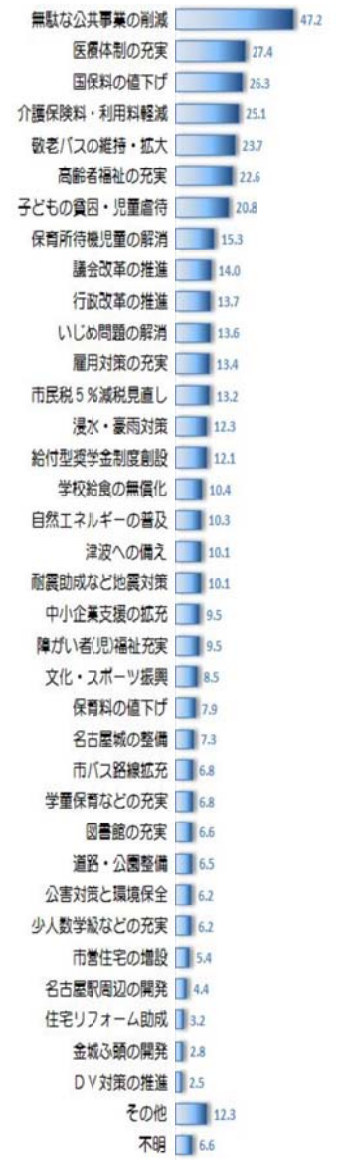 無駄な公共事業の削減 47.2
医療体制の充実 27.4
国保料の値下げ 26.3
介護保険料・利用料軽減 25.1
敬老パスの維持・拡大 23.7
高齢者福祉の充実 22.6
子どもの貧困・児童虐待 20.8
保育所待機児童の解消 15.3
議会改革の推進 14.0
行政改革の推進 13.7
いじめ問題の解消 13.6
雇用対策の充実 13.4
市民税5%減税見直し 13.2
浸水・豪雨対策 12.3
給付型奨学金制度創設 12.1
学校給食の無償化 10.4
自然エネルギーの普及 10.3
津波への備え 10.1
耐震助成など地震対策 10.1
中小企業支援の拡充 9.5
障がい者(児)福祉充実 9.5
文化・スポーツ振興 8.5
保育料の値下げ 7.9
名古屋城の整備 7.3
市バス路線拡充 6.8
学童保育などの充実 6.8
図書館の充実 6.6
道路・公園整備 6.5
公害対策と環境保全 6.2
少人数学級などの充実 6.2
市営住宅の増設 5.4
名古屋駅周辺の開発 4.4
住宅リフォーム助成 3.2
金城ふ頭の開発 2.8
DV対策の推進 2.5
その他 12.3
不明 6.6